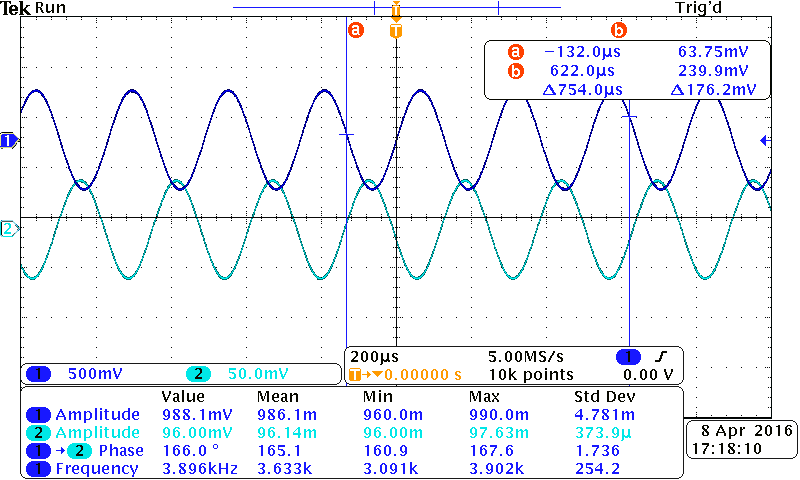 Tek Run Trig'd
T
a T b
a −132.0µs 63.75mV
b 622.0µs 239.9mV
Δ754.0µs Δ176.2mV
1
2
1 500mV 2 50.0mV
200µs 5.00MS/s 1
T→▼0.00000 s 10k points 0.00 V
Value Mean Min Max Std Dev
1 Amplitude 988.1mV 986.1m 960.0m 990.0m 4.781m
2 Amplitude 96.00mV 96.14m 96.00m 97.63m 373.9µ
1 → 2 Phase 166.0 ° 165.1 160.9 167.6 1.736
1 Frequency 3.896kHz 3.633k 3.091k 3.902k 254.2
8 Apr 2016
17:18:10